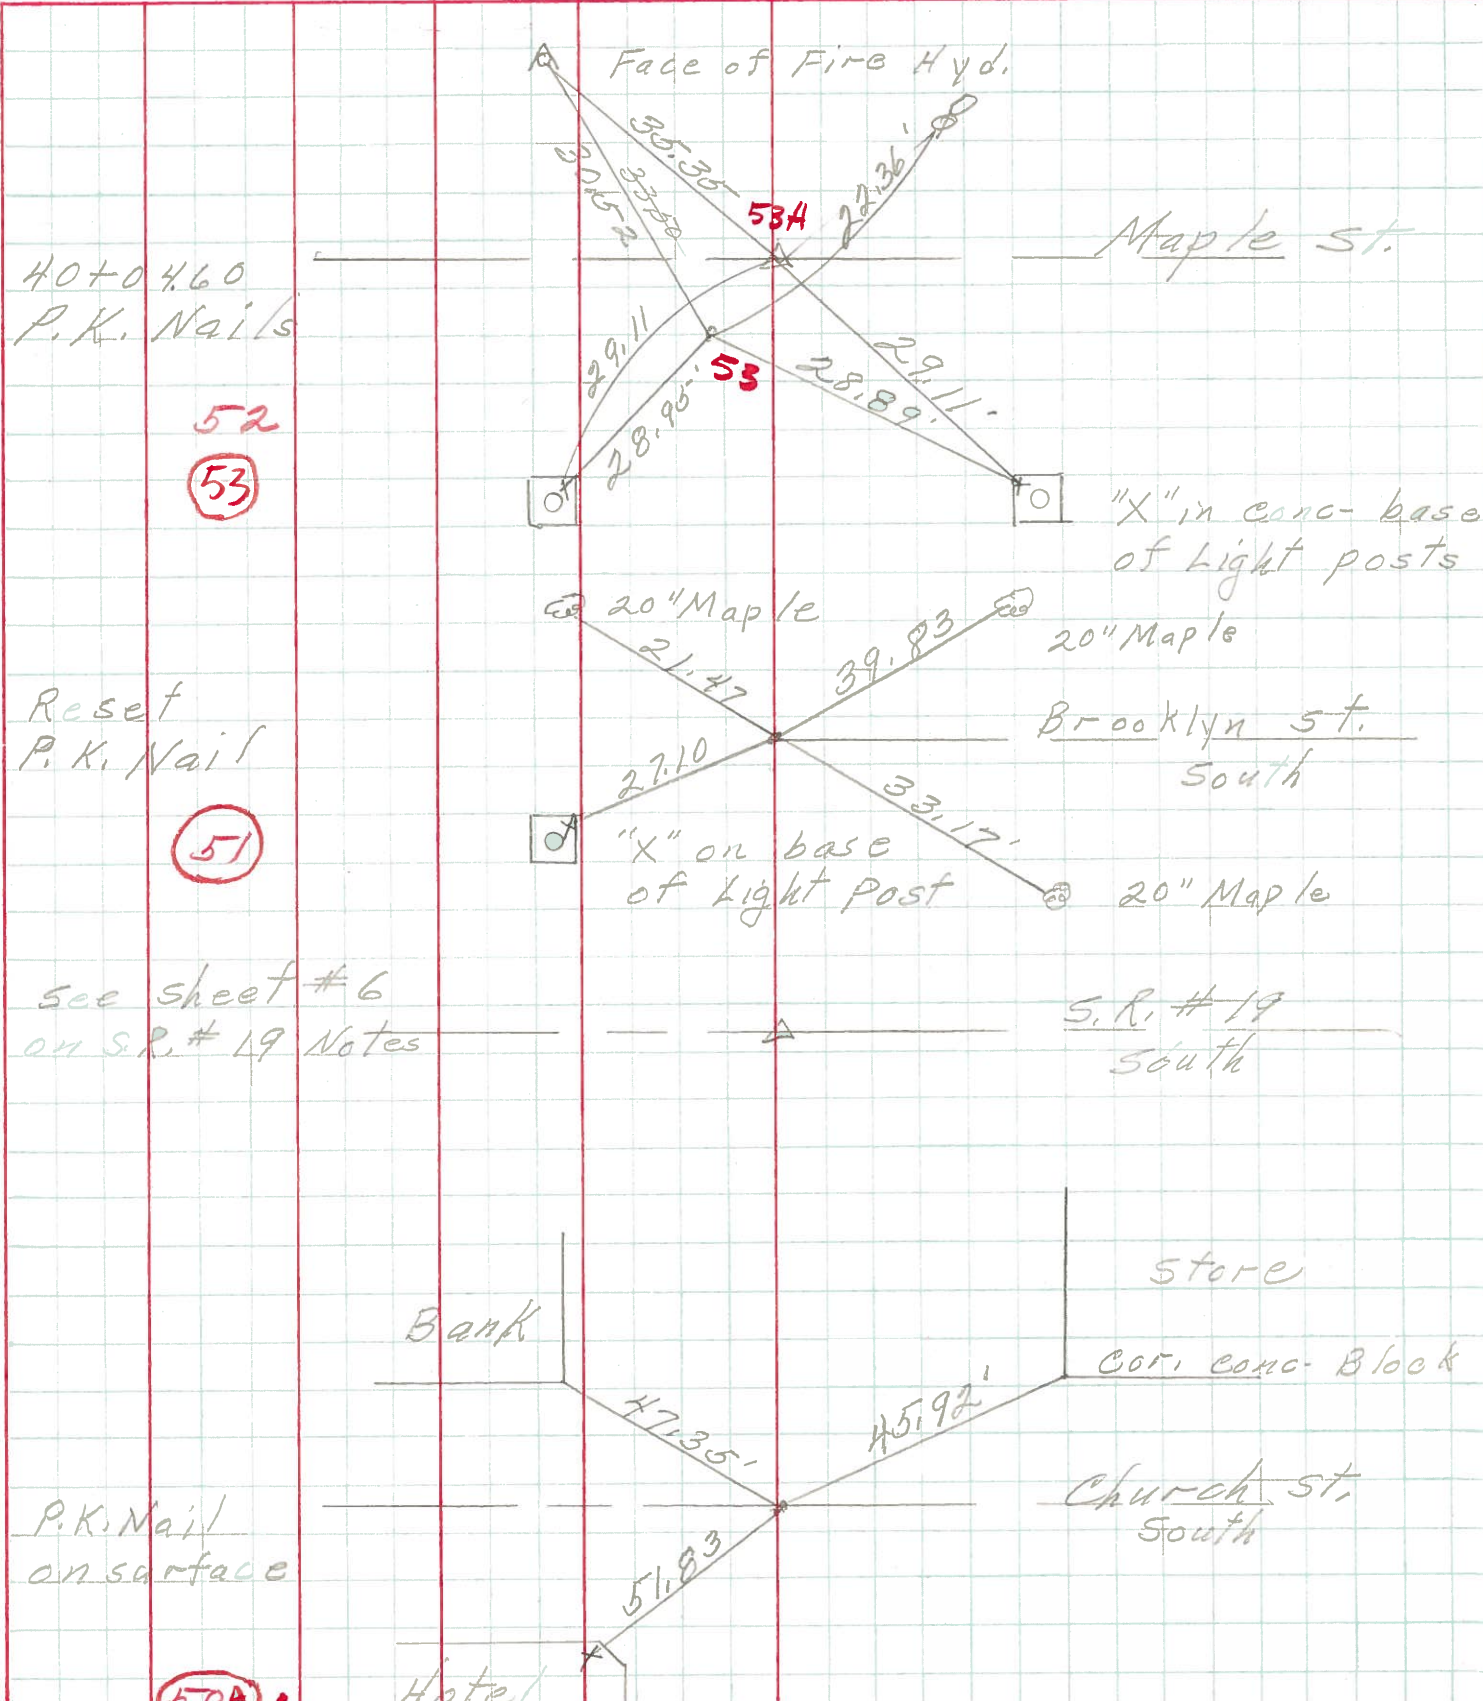 Face of Fire Hyd.
35.35
30.52
33.50
22.36'
53A
Maple St.
40+04.60
P.K. Nails
29.11
53
28.95'
28.89'
29.11'
52
53
"X" in conc- base
of Light posts
20" Maple
20" Maple
21.47
39.83
Reset
P.K. Nail
Brooklyn St.
South
27.10
33.17'
51
"X" on base
of Light Post
20" Maple
See sheet #6
on S.R. #19 Notes
S.R. #19
South
Store
Bank
Cor. conc- Block
47.35'
45.92'
P.K. Nail
on surface
Church St.
South
51.83
Hotel
50A